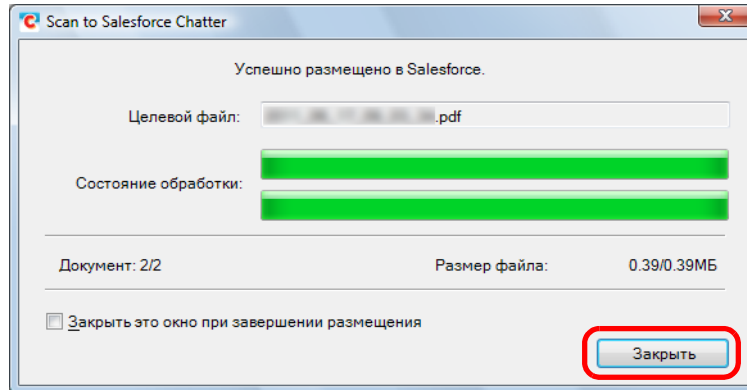 Scan to Salesforce Chatter
Успешно размещено в Salesforce.
Целевой файл: .pdf
Состояние обработки:
Документ: 2/2 Размер файла: 0.39/0.39МБ
Закрыть это окно при завершении размещения
Закрыть